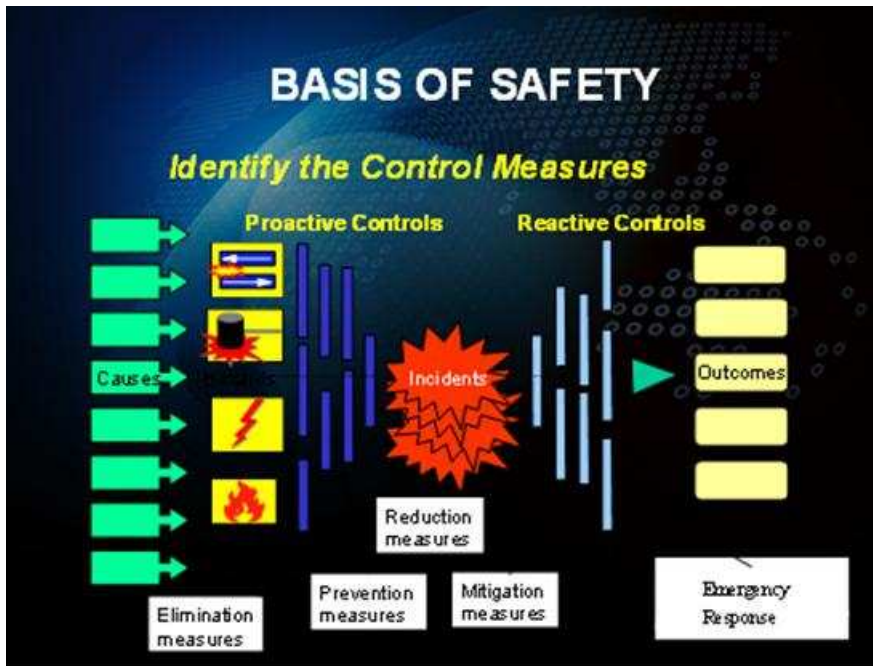 BASIS OF SAFETY
Identify the Control Measures
Proactive Controls
Reactive Controls
Causes
Incidents
Outcomes
Reduction
measures
Elimination
measures
Prevention
measures
Mitigation
measures
Emergency
Response